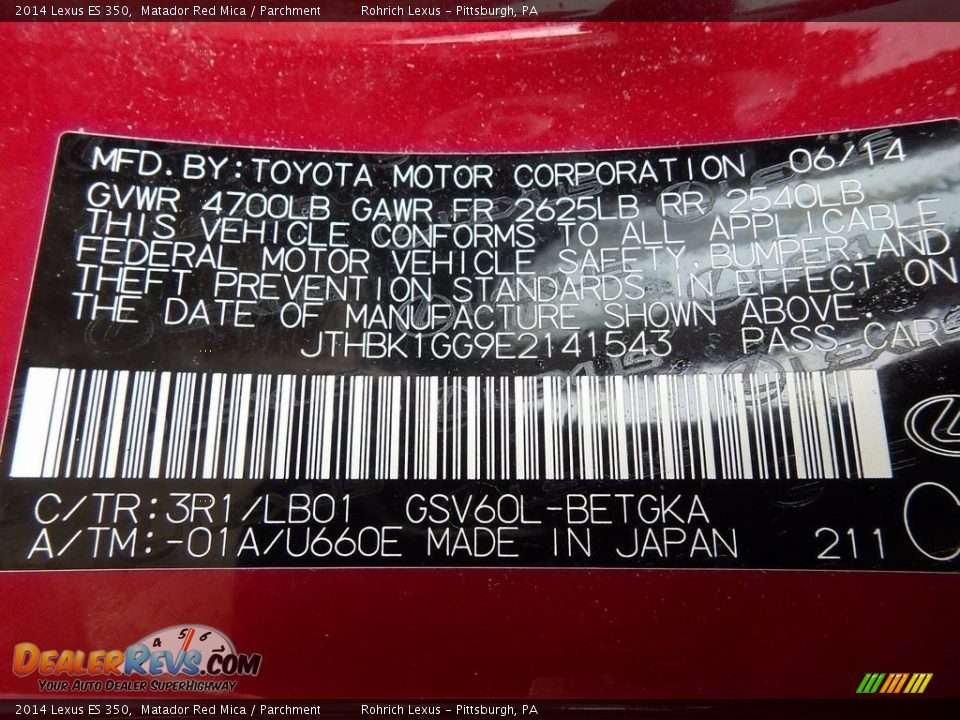 2014 Lexus ES 350, Matador Red Mica / Parchment Rohrich Lexus - Pittsburgh, PA
MFD.BY:TOYOTA MOTOR CORPORATION 06/14
GVWR 4700LB GAWR FR 2625LB RR 2540LB
THIS VEHICLE CONFORMS TO ALL APPLICABLE
FEDERAL MOTOR VEHICLE SAFETY,BUMPER,AND
THEFT PREVENTION STANDARDS IN EFFECT ON
THE DATE OF MANUFACTURE SHOWN ABOVE.
JTHBK1GG9E2141543 PASS.CAR
C/TR:3R1/LB01 GSV60L-BETGKA
A/TM:-01A/U660E MADE IN JAPAN 211
4 5 6
DEALERREVS.COM
YOUR AUTO DEALER SUPERHIGHWAY
2014 Lexus ES 350, Matador Red Mica / Parchment Rohrich Lexus - Pittsburgh, PA